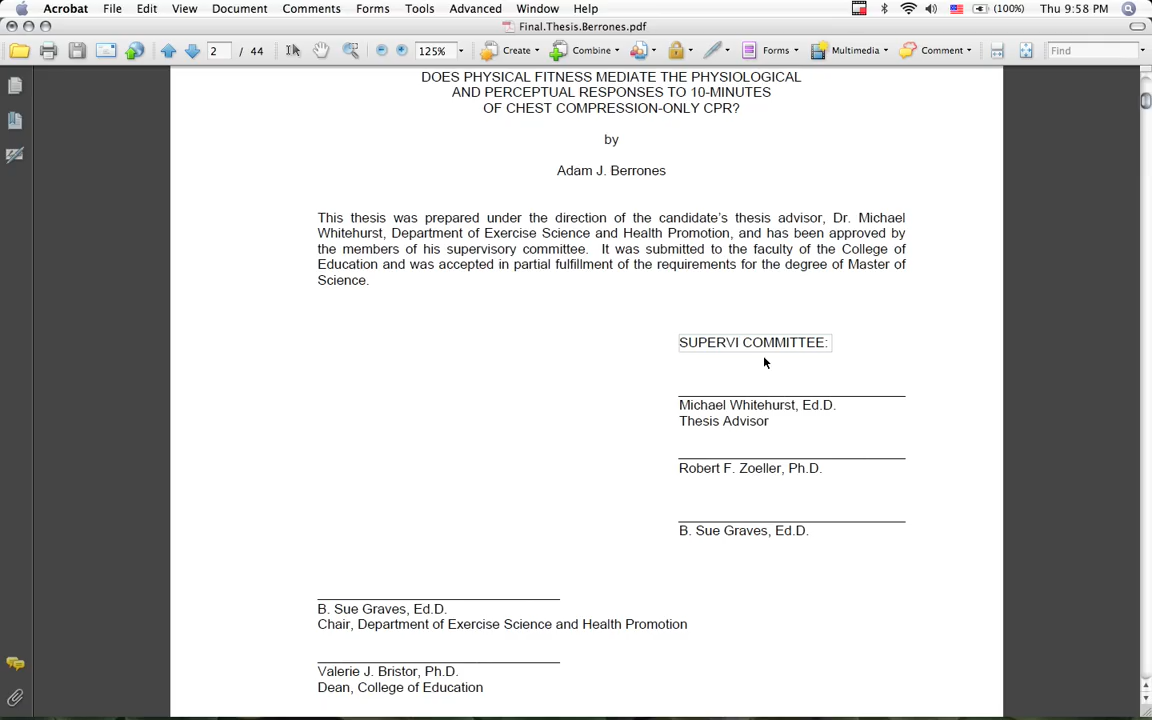 Acrobat File Edit View Document Comments Forms Tools Advanced Window Help (100%) Thu 9:58 PM
Final.Thesis.Berrones.pdf
2 / 44 125% Create Combine Forms Multimedia Comment Find
DOES PHYSICAL FITNESS MEDIATE THE PHYSIOLOGICAL
AND PERCEPTUAL RESPONSES TO 10-MINUTES
OF CHEST COMPRESSION-ONLY CPR?
by
Adam J. Berrones
This thesis was prepared under the direction of the candidate's thesis advisor, Dr. Michael
Whitehurst, Department of Exercise Science and Health Promotion, and has been approved by
the members of his supervisory committee. It was submitted to the faculty of the College of
Education and was accepted in partial fulfillment of the requirements for the degree of Master of
Science.
SUPERVI COMMITTEE:
Michael Whitehurst, Ed.D.
Thesis Advisor
Robert F. Zoeller, Ph.D.
B. Sue Graves, Ed.D.
B. Sue Graves, Ed.D.
Chair, Department of Exercise Science and Health Promotion
Valerie J. Bristor, Ph.D.
Dean, College of Education